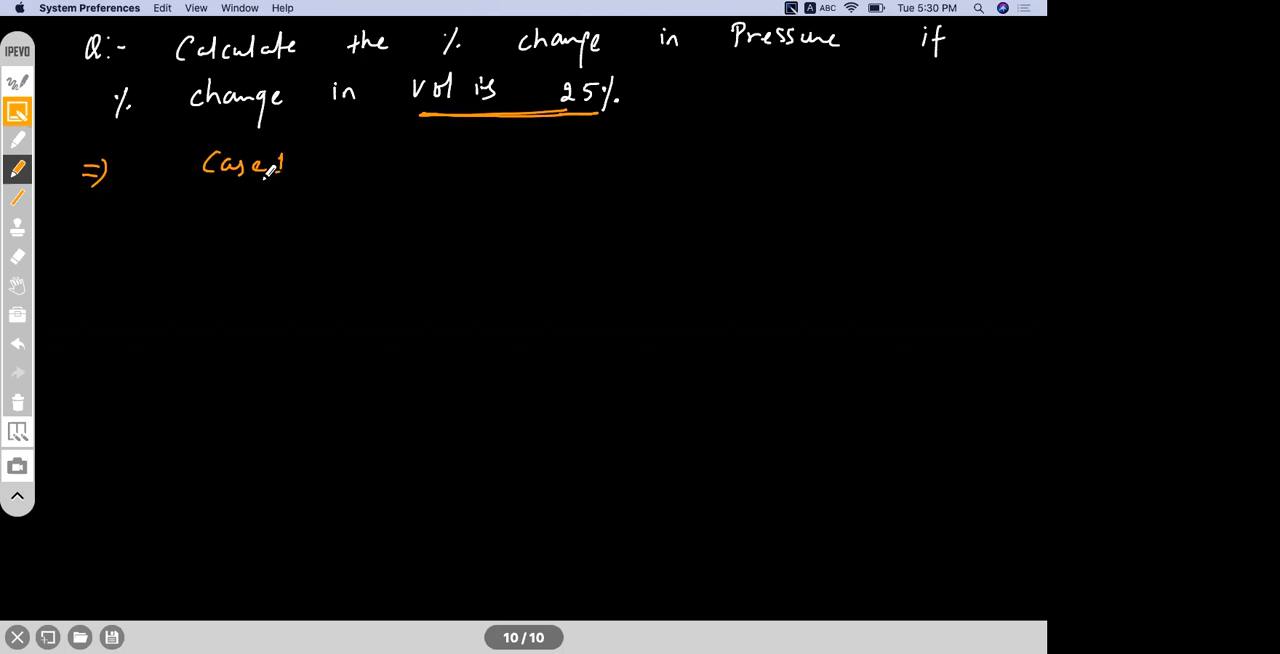 System Preferences Edit View Window Help
A ABC Tue 5:30 PM
IPEVO
Q:- Calculate the % change in Pressure if
% change in vol is 25%.
⇒ Case 1
10 / 10